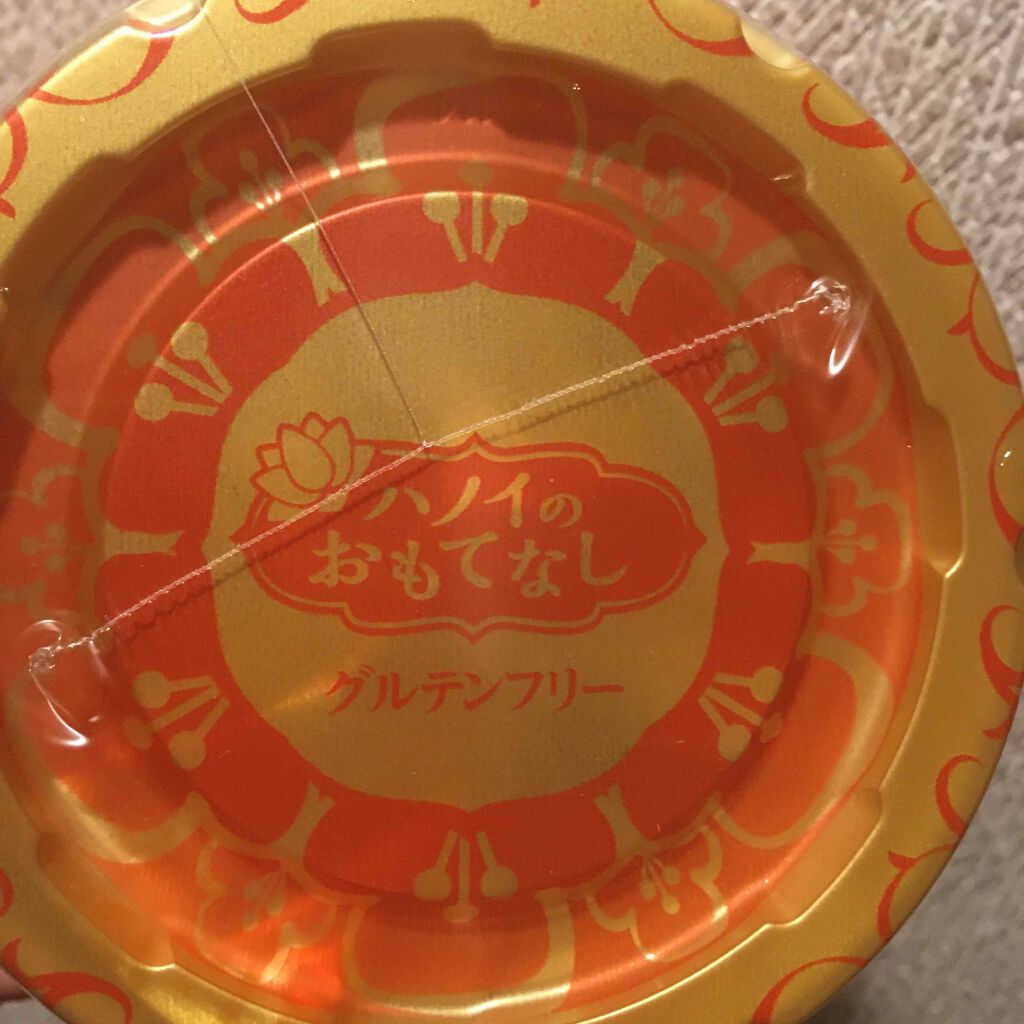 ハノイの
おもてなし
グルテンフリー